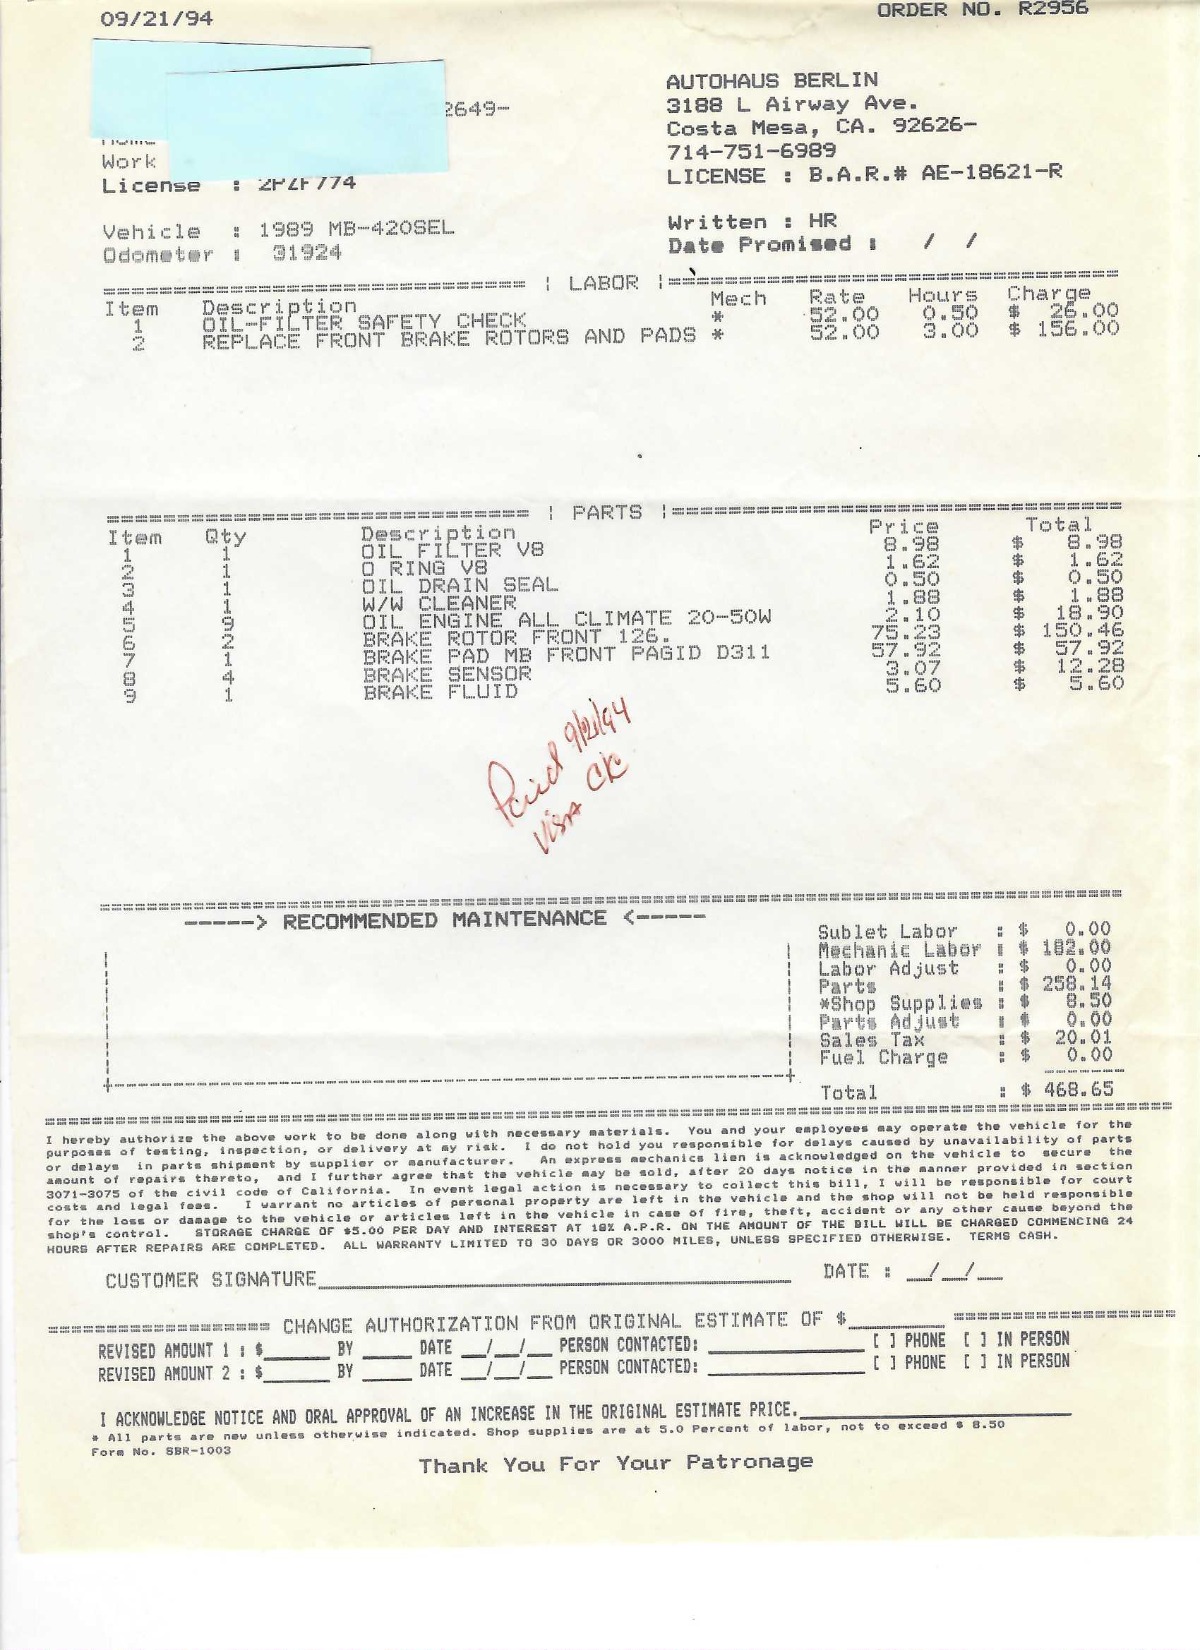 09/21/94
ORDER NO. R2956
2649-
Work
License : 2PZF774
AUTOHAUS BERLIN
3188 L Airway Ave.
Costa Mesa, CA. 92626-
714-751-6989
LICENSE : B.A.R.# AE-18621-R
Vehicle : 1989 MB-420SEL
Odometer : 31924
Written : HR
Date Promised : / /
LABOR
Item Description Mech Rate Hours Charge
1 OIL-FILTER SAFETY CHECK * 52.00 0.50 $ 26.00
2 REPLACE FRONT BRAKE ROTORS AND PADS * 52.00 3.00 $ 156.00
PARTS
Item Qty Description Price Total
1 1 OIL FILTER V8 8.98 $ 8.98
2 1 O RING V8 1.62 $ 1.62
3 1 OIL DRAIN SEAL 0.50 $ 0.50
4 1 W/W CLEANER 1.88 $ 1.88
5 9 OIL ENGINE ALL CLIMATE 20-50W 2.10 $ 18.90
6 2 BRAKE ROTOR FRONT 126. 75.23 $ 150.46
7 1 BRAKE PAD MB FRONT PAGID D311 57.92 $ 57.92
8 4 BRAKE SENSOR 3.07 $ 12.28
9 1 BRAKE FLUID 5.60 $ 5.60
Paid 9/21/94
VISA CK
-----> RECOMMENDED MAINTENANCE <-----
Sublet Labor : $ 0.00
Mechanic Labor : $ 182.00
Labor Adjust : $ 0.00
Parts : $ 258.14
*Shop Supplies : $ 8.50
Parts Adjust : $ 0.00
Sales Tax : $ 20.01
Fuel Charge : $ 0.00
Total : $ 468.65
I hereby authorize the above work to be done along with necessary materials. You and your employees may operate the vehicle for the
purposes of testing, inspection, or delivery at my risk. I do not hold you responsible for delays caused by unavailability of parts
or delays in parts shipment by supplier or manufacturer. An express mechanics lien is acknowledged on the vehicle to secure the
amount of repairs thereto, and I further agree that the vehicle may be sold, after 20 days notice in the manner provided in section
3071-3075 of the civil code of California. In event legal action is necessary to collect this bill, I will be responsible for court
costs and legal fees. I warrant no articles of personal property are left in the vehicle and the shop will not be held responsible
for the loss or damage to the vehicle or articles left in the vehicle in case of fire, theft, accident or any other cause beyond the
shop's control. STORAGE CHARGE OF $5.00 PER DAY AND INTEREST AT 18% A.P.R. ON THE AMOUNT OF THE BILL WILL BE CHARGED COMMENCING 24
HOURS AFTER REPAIRS ARE COMPLETED. ALL WARRANTY LIMITED TO 30 DAYS OR 3000 MILES, UNLESS SPECIFIED OTHERWISE. TERMS CASH.
CUSTOMER SIGNATURE DATE : __/__/__
CHANGE AUTHORIZATION FROM ORIGINAL ESTIMATE OF $
REVISED AMOUNT 1 : $ BY DATE __/__/__ PERSON CONTACTED: [ ] PHONE [ ] IN PERSON
REVISED AMOUNT 2 : $ BY DATE __/__/__ PERSON CONTACTED: [ ] PHONE [ ] IN PERSON
I ACKNOWLEDGE NOTICE AND ORAL APPROVAL OF AN INCREASE IN THE ORIGINAL ESTIMATE PRICE.
* All parts are new unless otherwise indicated. Shop supplies are at 5.0 Percent of labor, not to exceed $ 8.50
Form No. SBR-1003
Thank You For Your Patronage